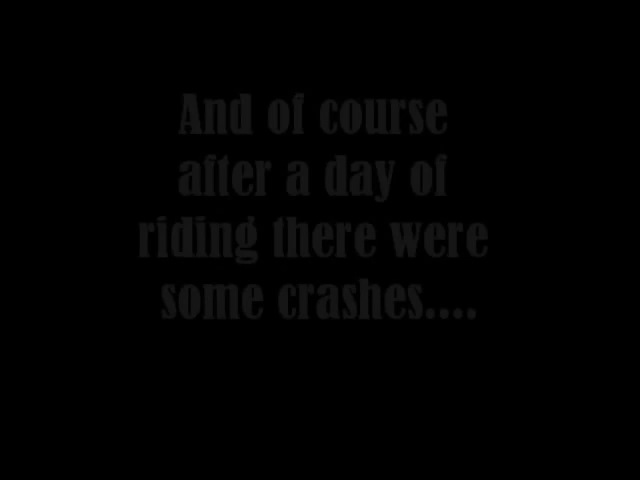 And of course
after a day of
riding there were
some crashes....